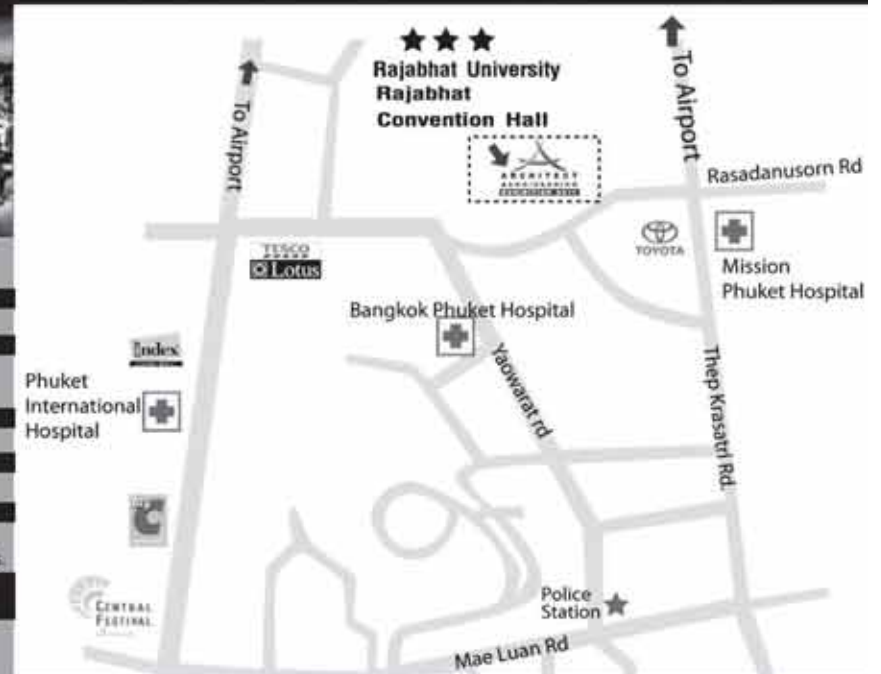 Rajabhat University
Rajabhat
Convention Hall
To Airport
To Airport
ARCHITECT
Rasadanusorn Rd
TESCO
Lotus
TOYOTA
Mission
Phuket Hospital
Bangkok Phuket Hospital
Index
Yaowarat rd
Thep Krasatri Rd.
Phuket
International
Hospital
C
CENTRAL
FESTIVAL
Police
Station
Mae Luan Rd